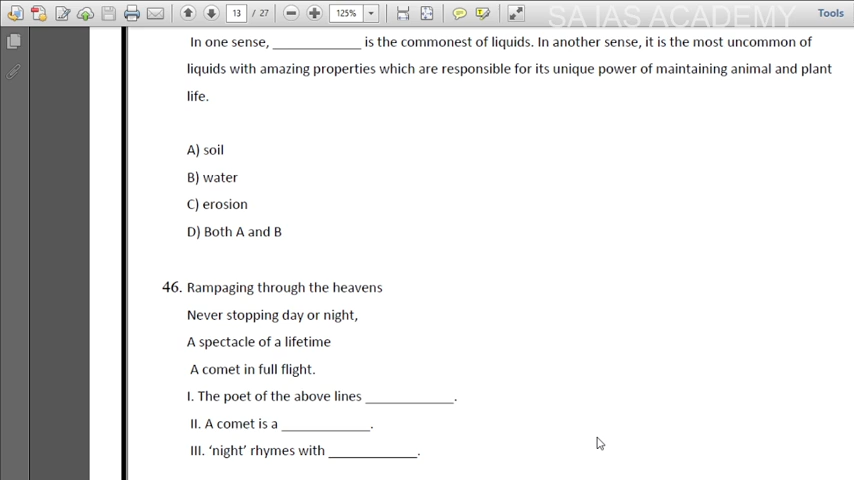 13 / 27 125% Tools
SA IAS ACADEMY
In one sense, ____________ is the commonest of liquids. In another sense, it is the most uncommon of
liquids with amazing properties which are responsible for its unique power of maintaining animal and plant
life.
A) soil
B) water
C) erosion
D) Both A and B
46. Rampaging through the heavens
Never stopping day or night,
A spectacle of a lifetime
A comet in full flight.
I. The poet of the above lines ____________.
II. A comet is a ____________.
III. ‘night’ rhymes with ____________.